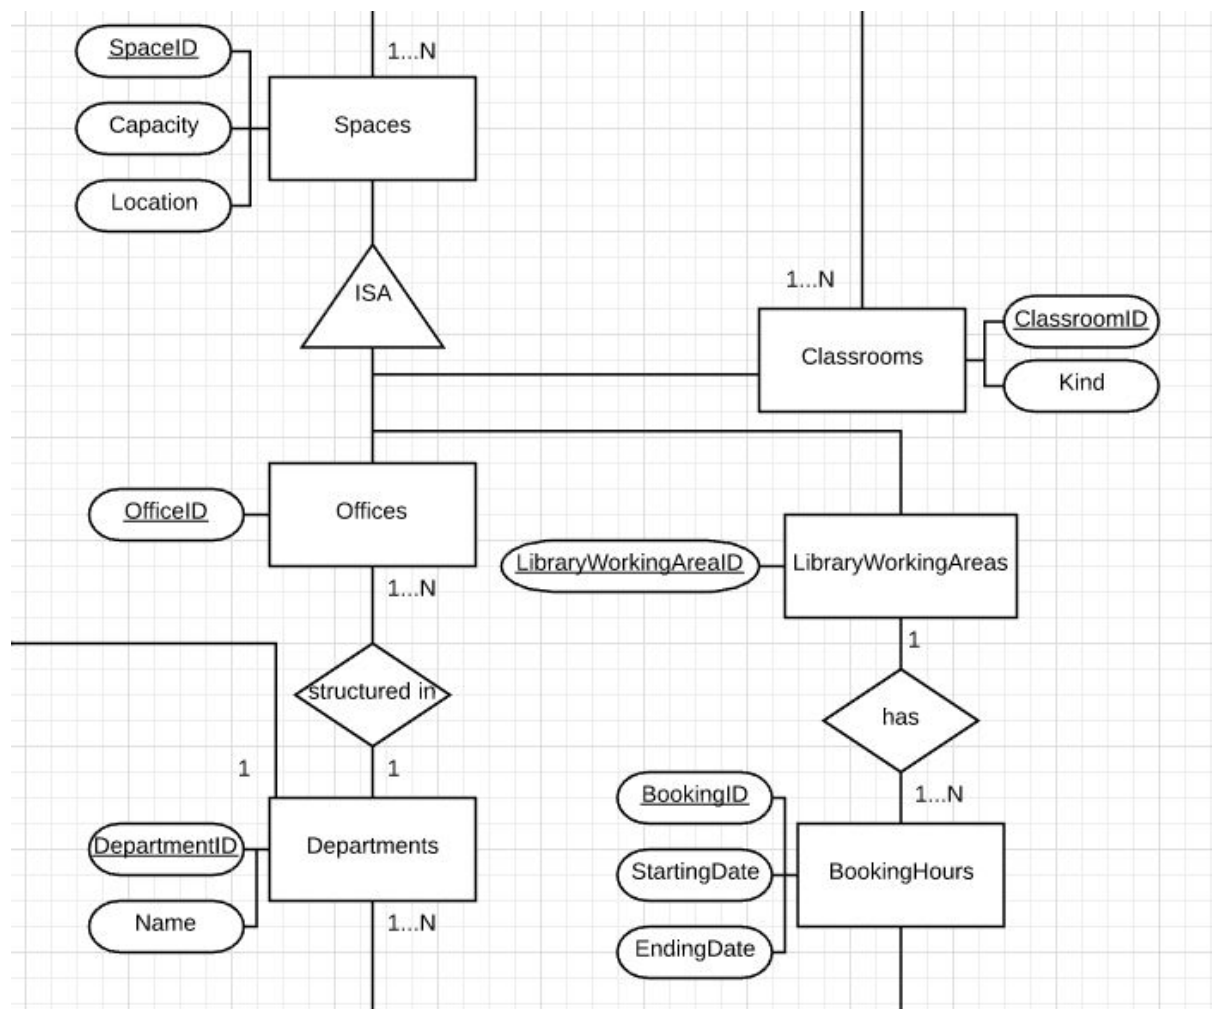 SpaceID
1...N
Capacity
Spaces
Location
ISA
1...N
ClassroomID
Classrooms
Kind
OfficeID
Offices
LibraryWorkingAreaID
LibraryWorkingAreas
1...N
1
structured in
has
1
1
1...N
BookingID
DepartmentID
Departments
StartingDate
BookingHours
Name
1...N
EndingDate